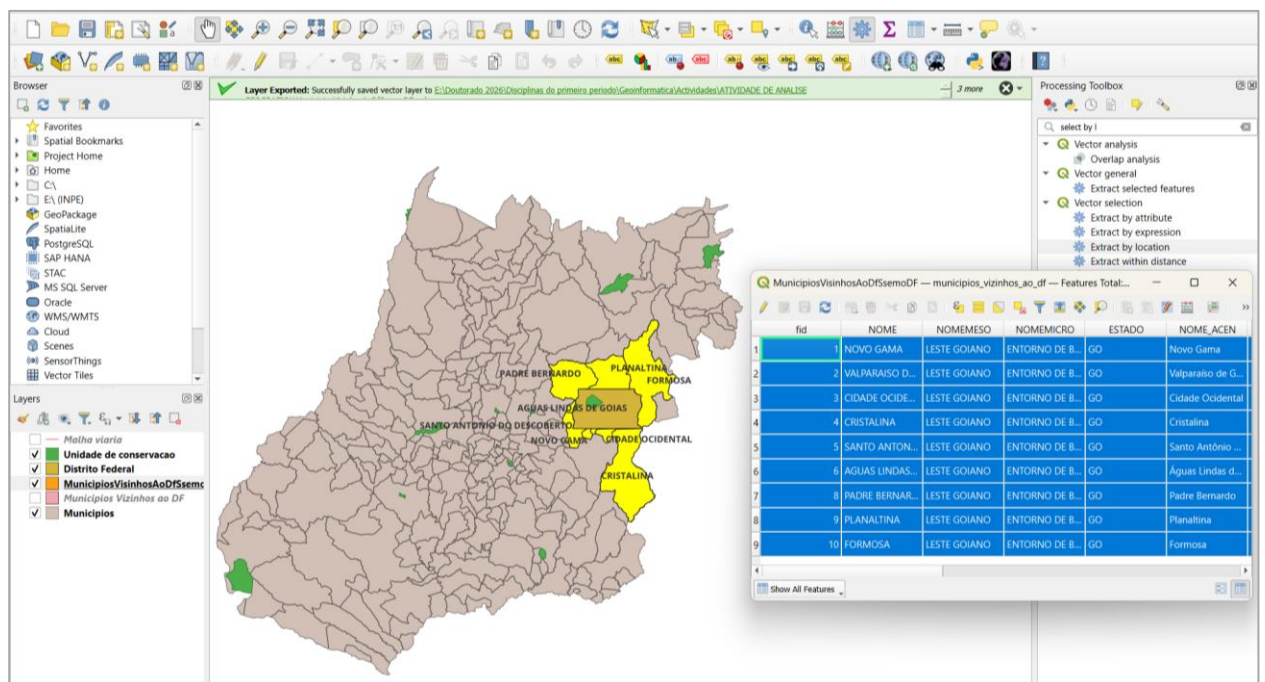 Layer Exported: Successfully saved vector layer to E:\Doutorado 2026\Disciplinas do primeiro periodo\Geoinformatica\Actividades\ATIVIDADE DE ANALISE
3 more
Browser
Favorites
Spatial Bookmarks
Project Home
Home
C:\
E:\ (INPE)
GeoPackage
SpatiaLite
PostgreSQL
SAP HANA
STAC
MS SQL Server
Oracle
WMS/WMTS
Cloud
Scenes
SensorThings
Vector Tiles
Layers
Malha viaria
Unidade de conservacao
Distrito Federal
MunicipiosVisinhosAoDfSsemc
Municipios Vizinhos ao DF
Municipios
PADRE BERNARDO
PLANALTINA
FORMOSA
AGUAS LINDAS DE GOIAS
SANTO ANTONIO DO DESCOBERTO
NOVO GAMA
CIDADE OCIDENTAL
CRISTALINA
Processing Toolbox
select by l
Vector analysis
Overlap analysis
Vector general
Extract selected features
Vector selection
Extract by attribute
Extract by expression
Extract by location
Extract within distance
MunicipiosVisinhosAoDfSsemoDF — municipios_vizinhos_ao_df — Features Total:...
fid NOME NOMEMESO NOMEMICRO ESTADO NOME_ACEN
1 1 NOVO GAMA LESTE GOIANO ENTORNO DE B... GO Novo Gama
2 2 VALPARAISO D... LESTE GOIANO ENTORNO DE B... GO Valparaíso de G...
3 3 CIDADE OCIDE... LESTE GOIANO ENTORNO DE B... GO Cidade Ocidental
4 4 CRISTALINA LESTE GOIANO ENTORNO DE B... GO Cristalina
5 5 SANTO ANTON... LESTE GOIANO ENTORNO DE B... GO Santo Antônio ...
6 6 AGUAS LINDAS... LESTE GOIANO ENTORNO DE B... GO Águas Lindas d...
7 8 PADRE BERNAR... LESTE GOIANO ENTORNO DE B... GO Padre Bernardo
8 9 PLANALTINA LESTE GOIANO ENTORNO DE B... GO Planaltina
9 10 FORMOSA LESTE GOIANO ENTORNO DE B... GO Formosa
Show All Features